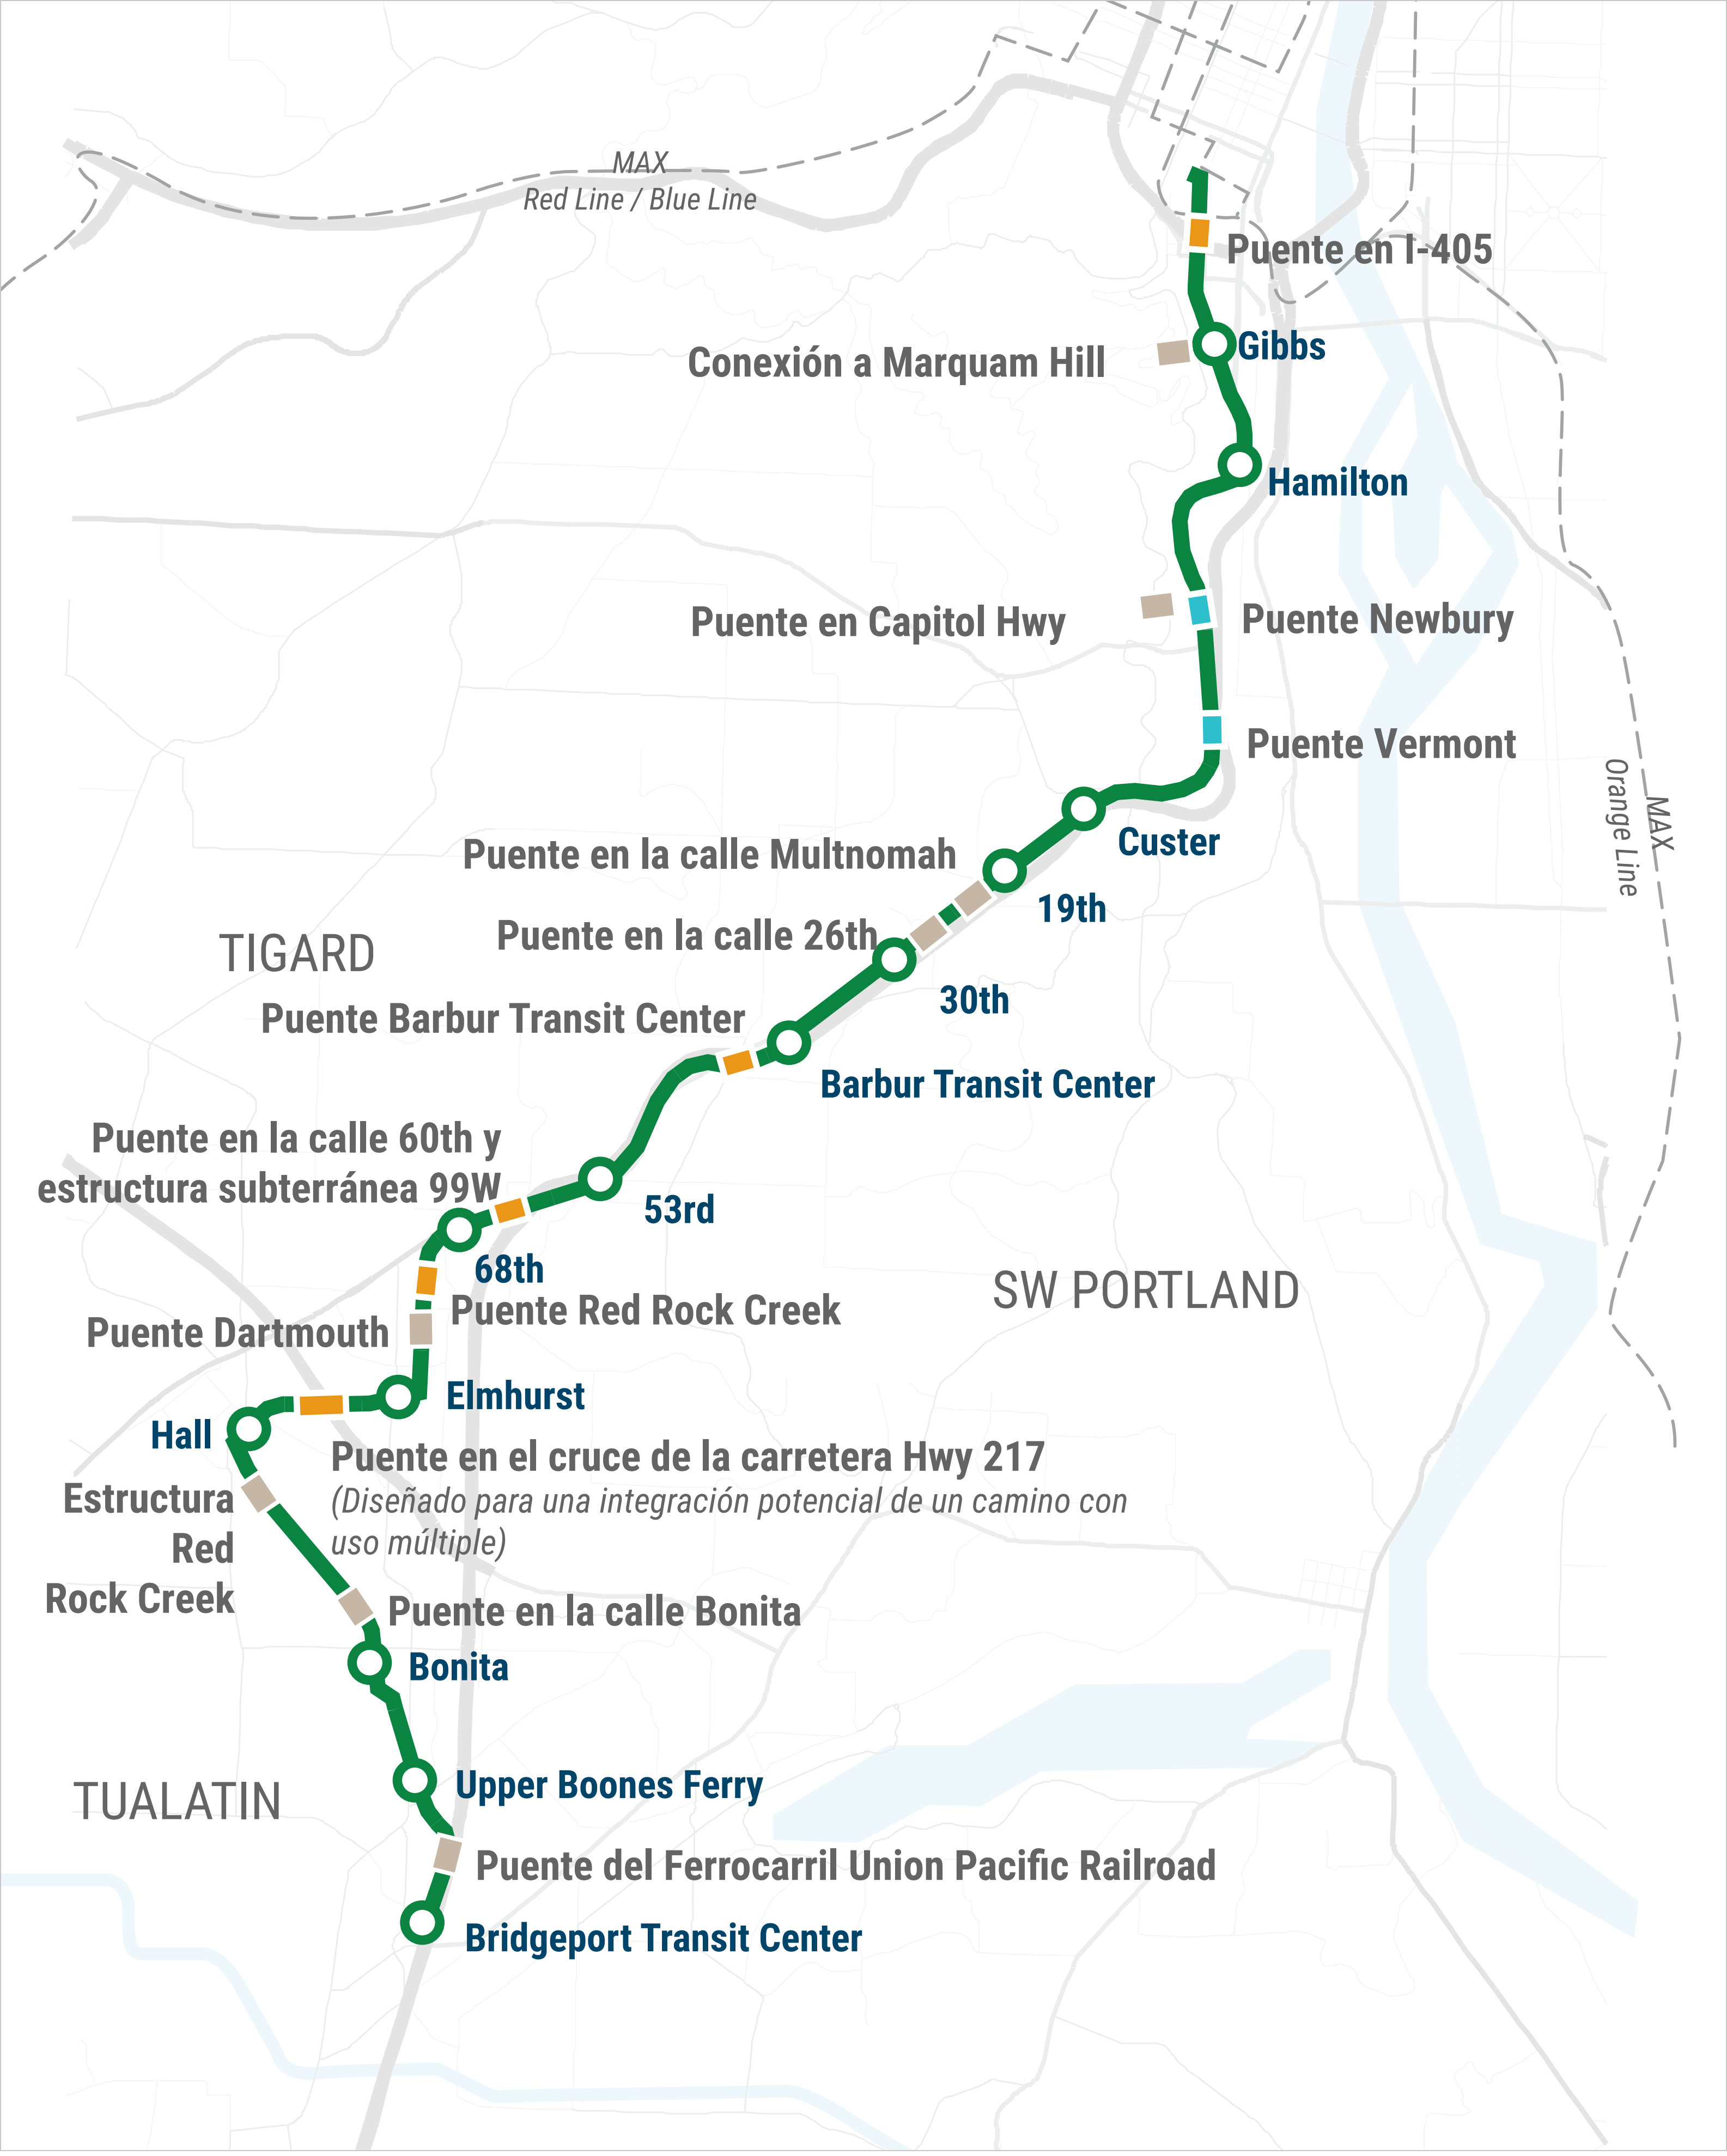 MAX
Red Line / Blue Line
Puente en I-405
Gibbs
Conexión a Marquam Hill
Hamilton
Puente en Capitol Hwy
Puente Newbury
Puente Vermont
MAX
Orange Line
Custer
Puente en la calle Multnomah
19th
Puente en la calle 26th
TIGARD
30th
Puente Barbur Transit Center
Barbur Transit Center
Puente en la calle 60th y
estructura subterránea 99W
53rd
68th
SW PORTLAND
Puente Red Rock Creek
Puente Dartmouth
Elmhurst
Hall
Puente en el cruce de la carretera Hwy 217
(Diseñado para una integración potencial de un camino con
uso múltiple)
Estructura
Red
Rock Creek
Puente en la calle Bonita
Bonita
Upper Boones Ferry
TUALATIN
Puente del Ferrocarril Union Pacific Railroad
Bridgeport Transit Center